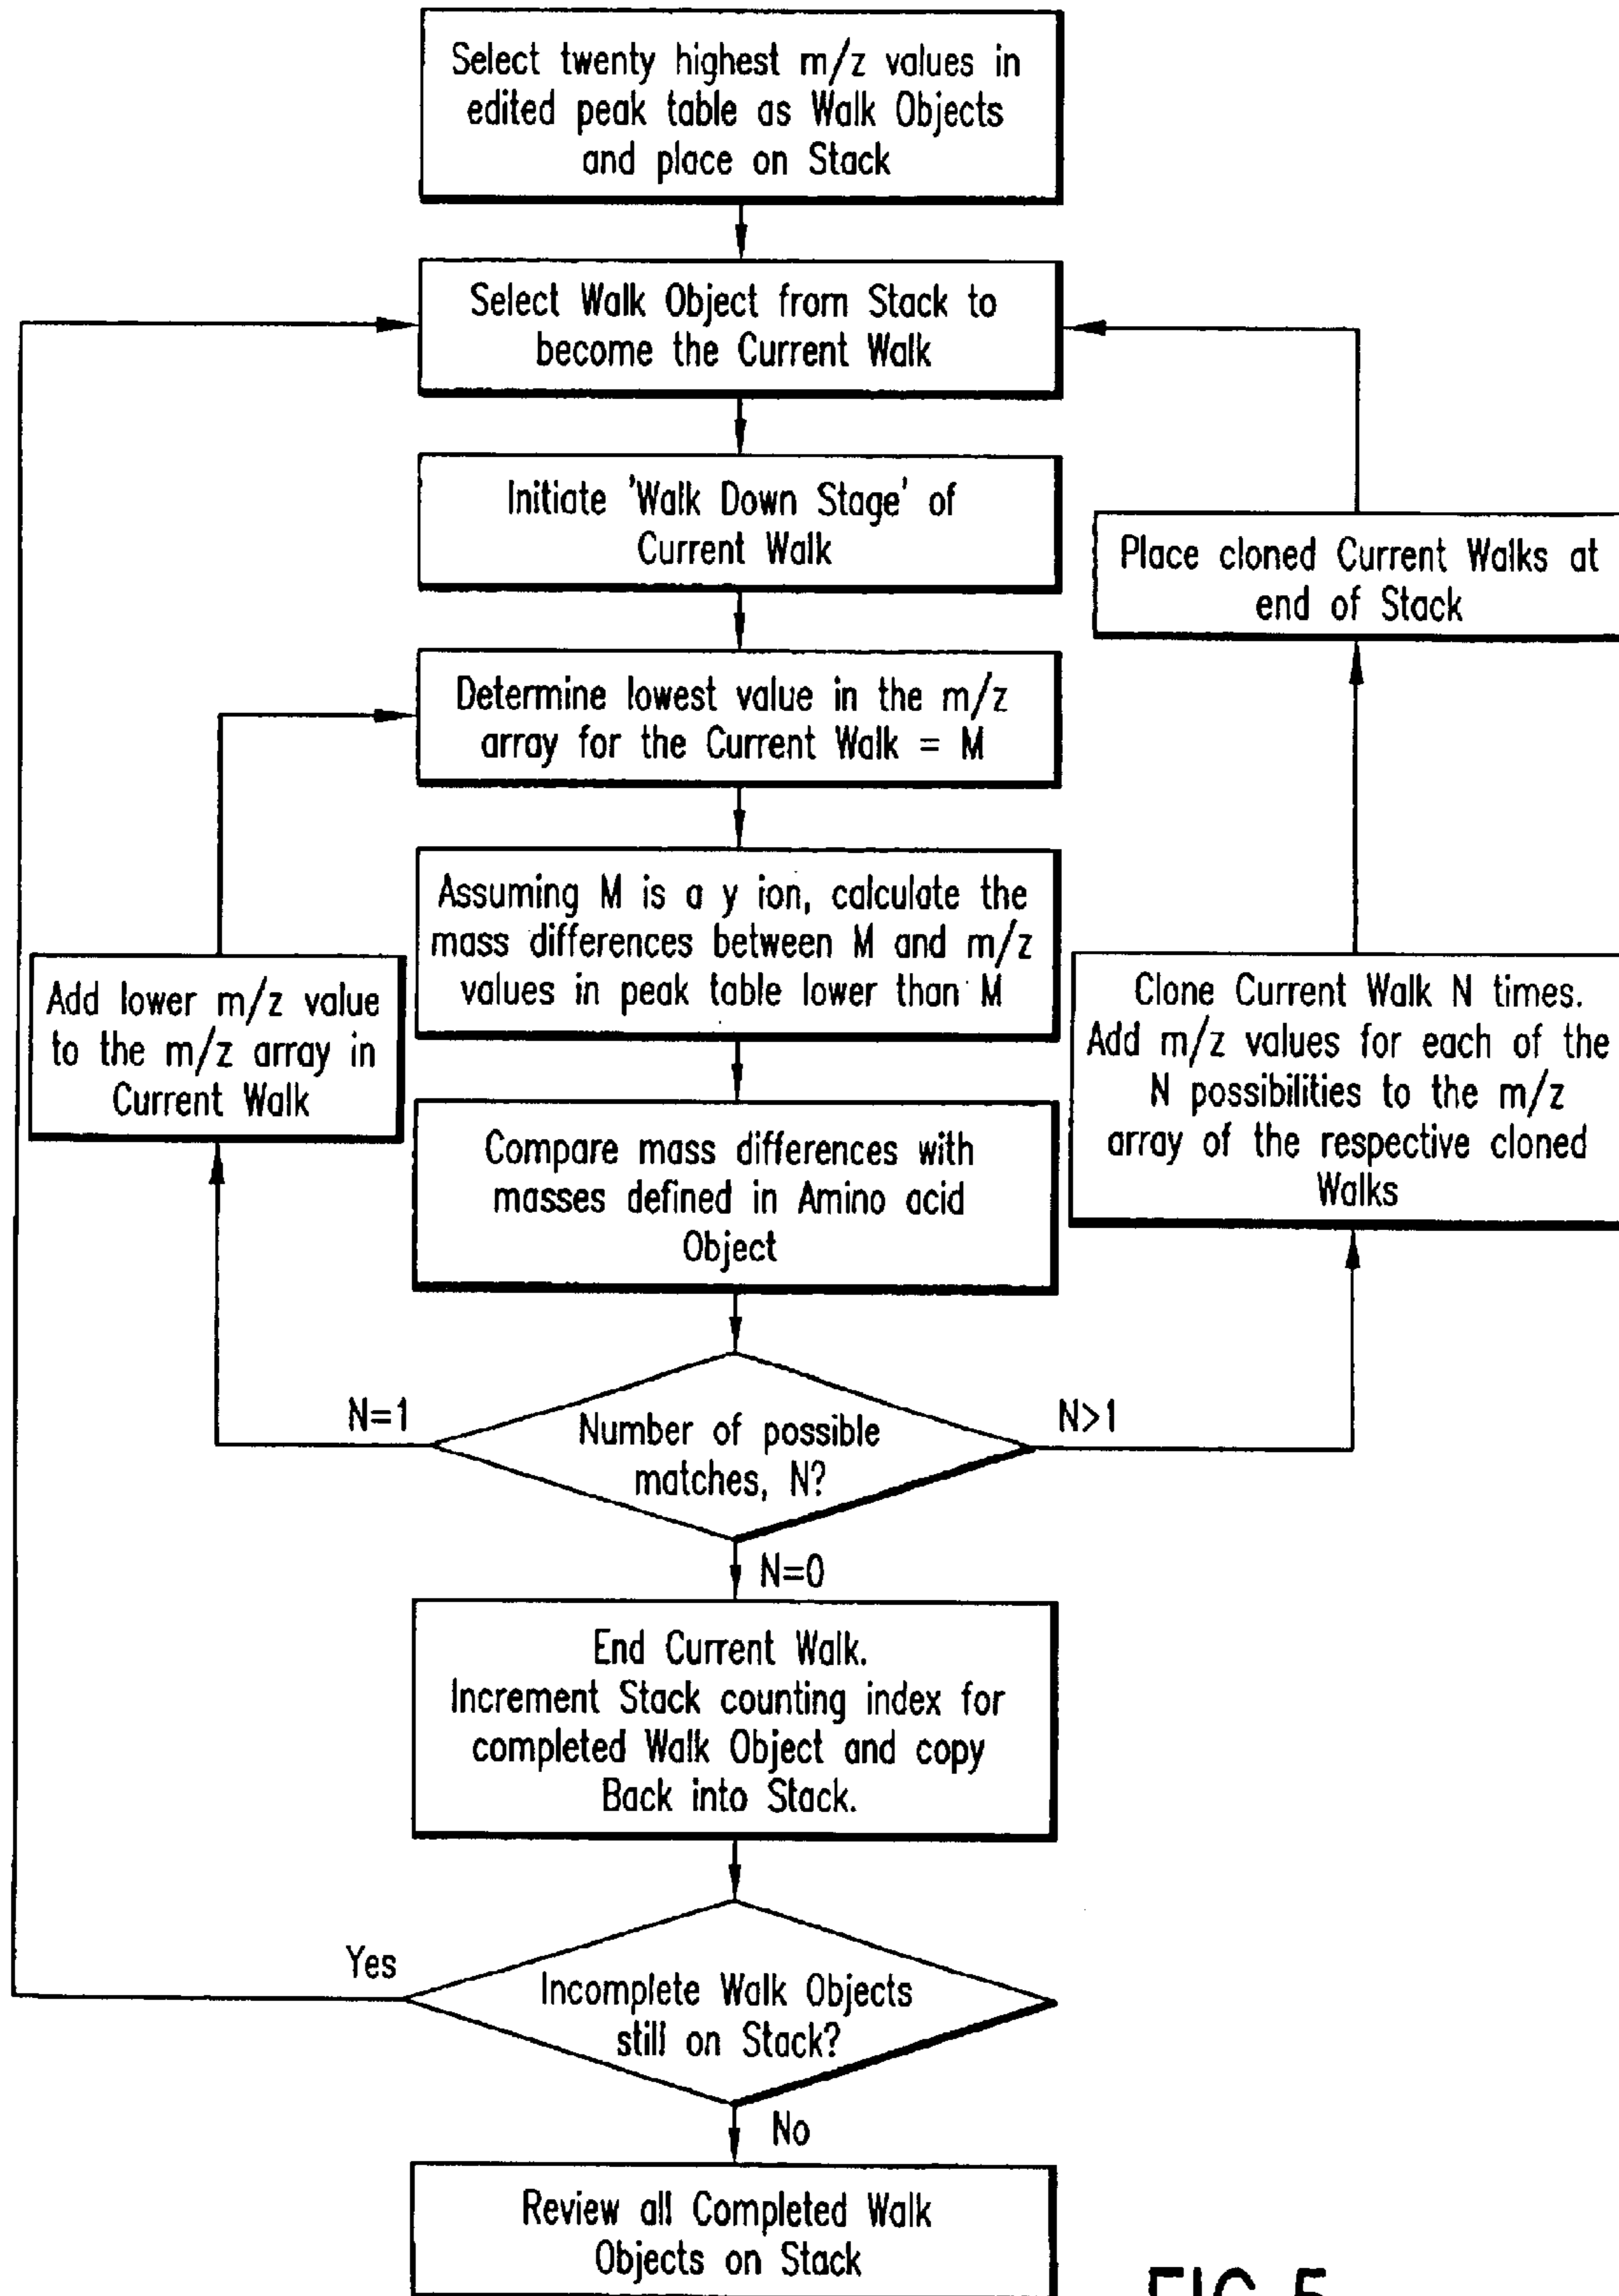 Select twenty highest m/z values in
edited peak table as Walk Objects
and place on Stack
Select Walk Object from Stack to
become the Current Walk
Initiate 'Walk Down Stage' of
Current Walk
Place cloned Current Walks at
end of Stack
Determine lowest value in the m/z
array for the Current Walk = M
Assuming M is a y ion, calculate the
mass differences between M and m/z
values in peak table lower than M
Add lower m/z value
to the m/z array in
Current Walk
Clone Current Walk N times.
Add m/z values for each of the
N possibilities to the m/z
array of the respective cloned
Walks
Compare mass differences with
masses defined in Amino acid
Object
N=1
Number of possible
matches, N?
N>1
N=0
End Current Walk.
Increment Stack counting index for
completed Walk Object and copy
Back into Stack.
Yes
Incomplete Walk Objects
still on Stack?
No
Review all Completed Walk
Objects on Stack
FIG. 5